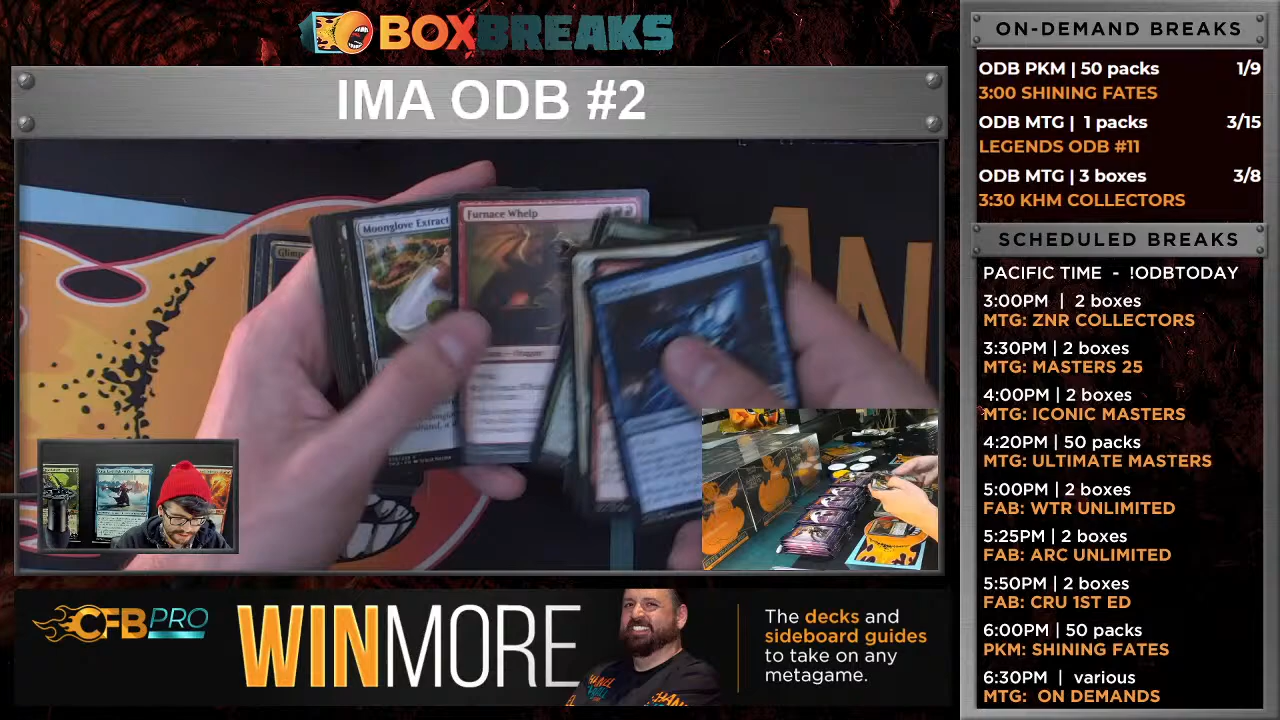 BOXBREAKS
IMA ODB #2
Moonglove Extract
Furnace Whelp
CFB PRO
WINMORE
The decks and
sideboard guides
to take on any
metagame.
ON-DEMAND BREAKS
ODB PKM | 50 packs 1/9
3:00 SHINING FATES
ODB MTG | 1 packs 3/15
LEGENDS ODB #11
ODB MTG | 3 boxes 3/8
3:30 KHM COLLECTORS
SCHEDULED BREAKS
PACIFIC TIME - !ODBTODAY
3:00PM | 2 boxes
MTG: ZNR COLLECTORS
3:30PM | 2 boxes
MTG: MASTERS 25
4:00PM | 2 boxes
MTG: ICONIC MASTERS
4:20PM | 50 packs
MTG: ULTIMATE MASTERS
5:00PM | 2 boxes
FAB: WTR UNLIMITED
5:25PM | 2 boxes
FAB: ARC UNLIMITED
5:50PM | 2 boxes
FAB: CRU 1ST ED
6:00PM | 50 packs
PKM: SHINING FATES
6:30PM | various
MTG: ON DEMANDS